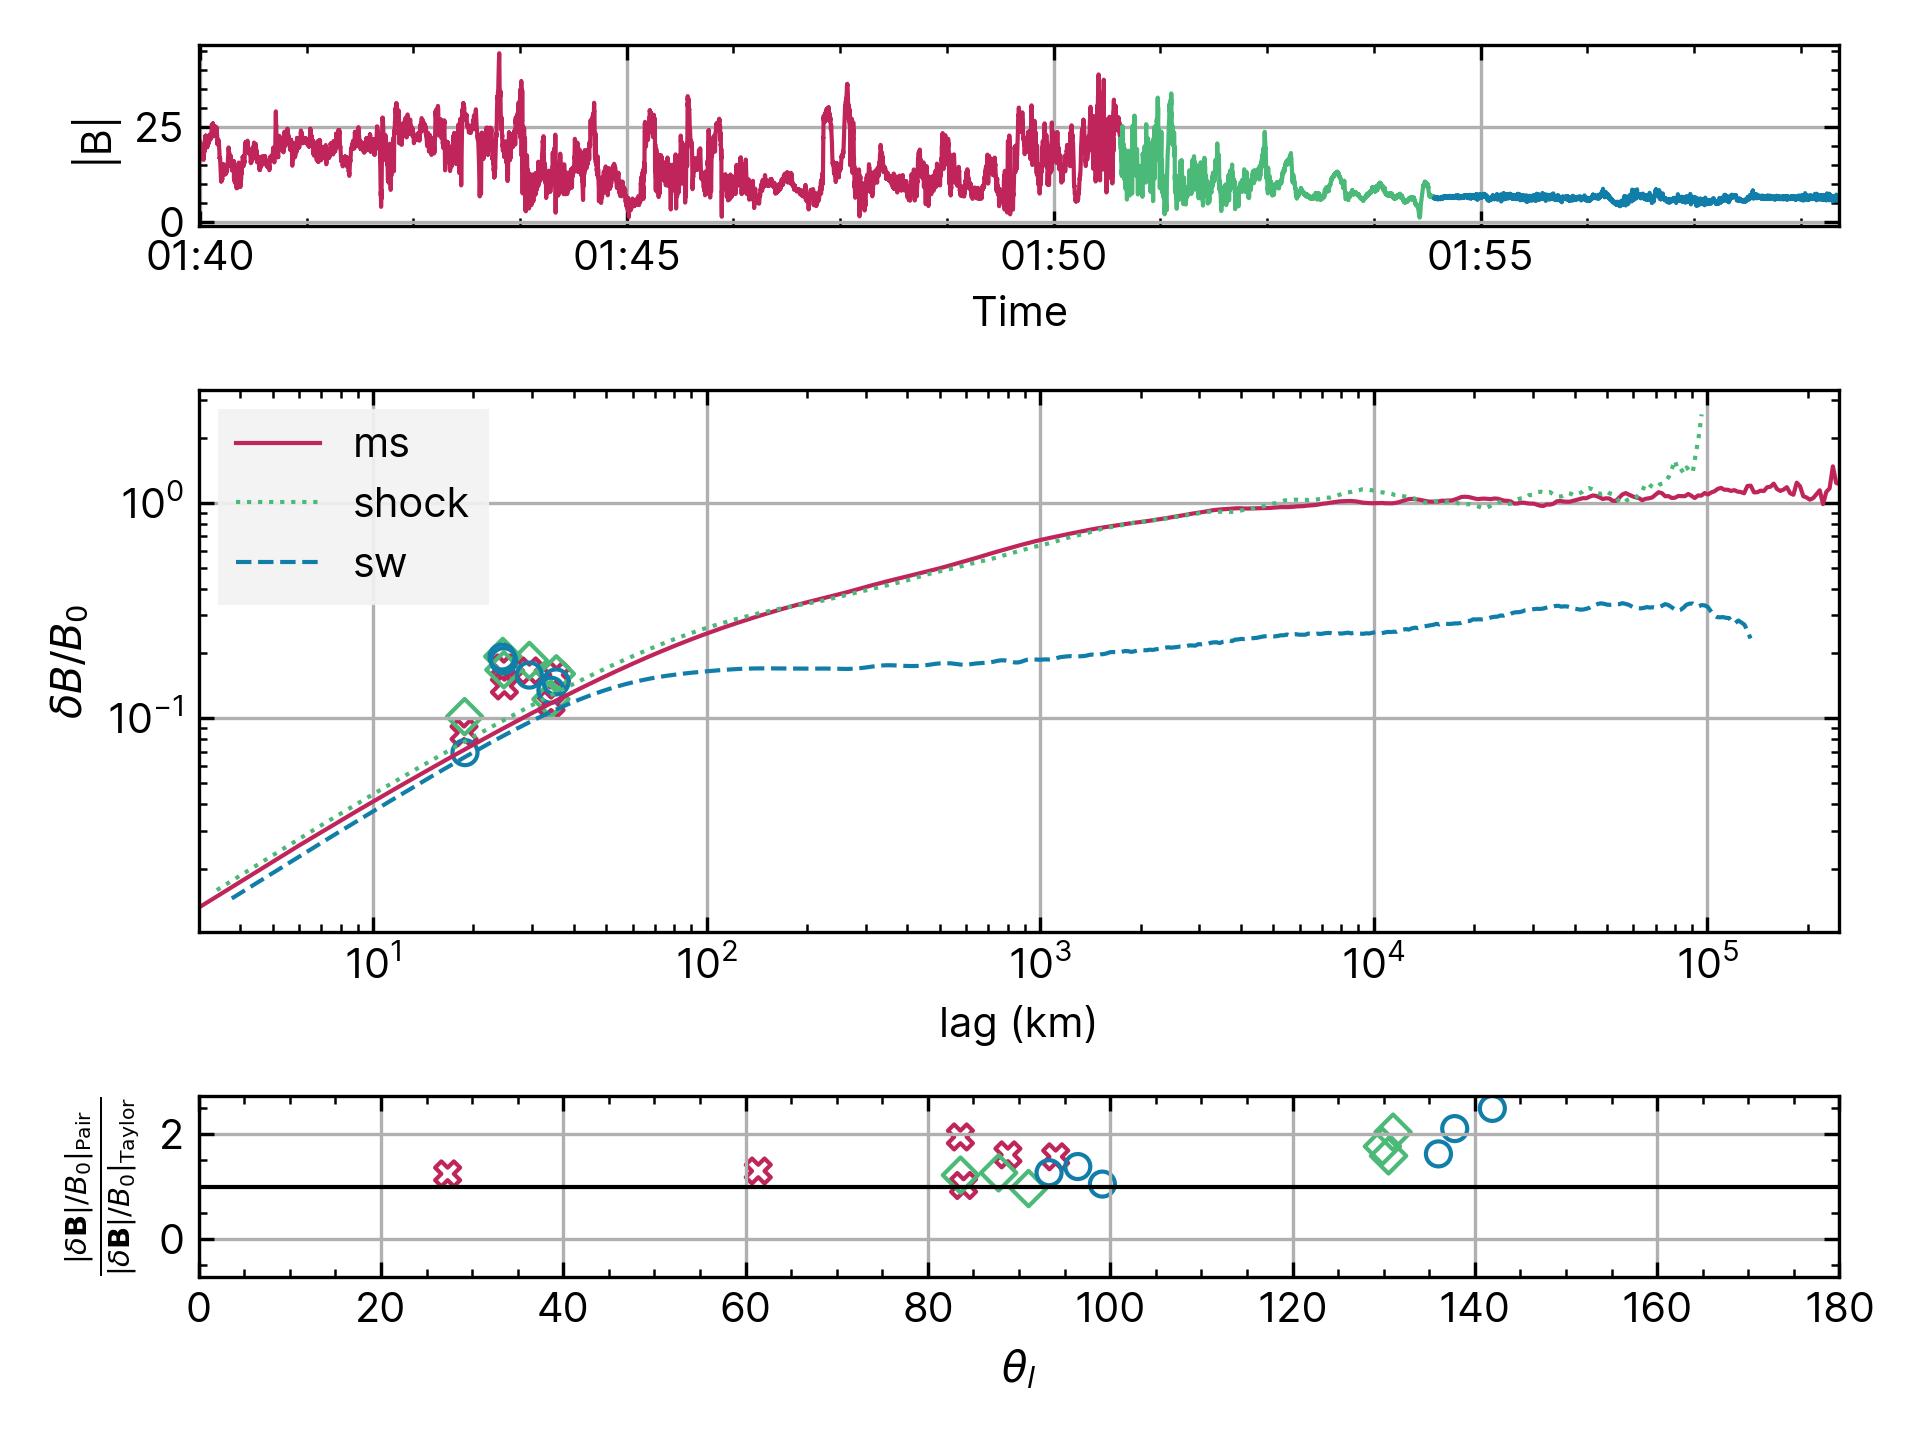 |B|
25
0
01:40 01:45 01:50 01:55
Time
ms
shock
sw
δB/B₀
10⁰
10⁻¹
10¹ 10² 10³ 10⁴ 10⁵
lag (km)
|δB|/B₀|Pair
|δB|/B₀|Taylor
2
0
0 20 40 60 80 100 120 140 160 180
θₗ